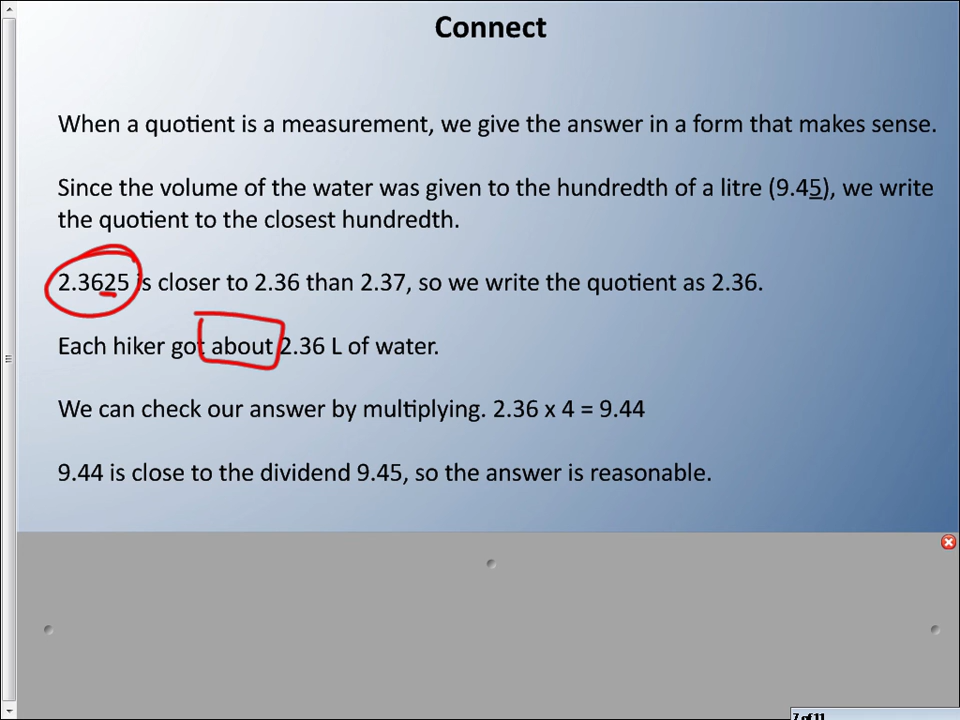 Connect
When a quotient is a measurement, we give the answer in a form that makes sense.
Since the volume of the water was given to the hundredth of a litre (9.45), we write
the quotient to the closest hundredth.
2.3625 is closer to 2.36 than 2.37, so we write the quotient as 2.36.
Each hiker got about 2.36 L of water.
We can check our answer by multiplying. 2.36 x 4 = 9.44
9.44 is close to the dividend 9.45, so the answer is reasonable.
7 of 11